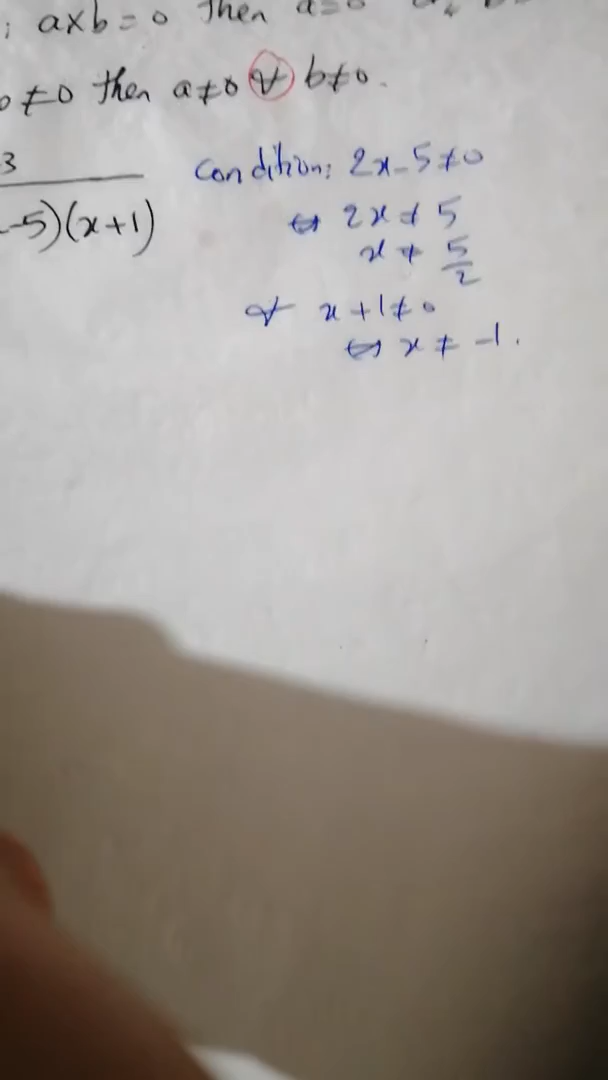 ; a×b=0 Then a=0
≠0 then a≠0 & b≠0.
3
-5)(x+1)
Condition: 2x-5≠0
⇔ 2x≠5
x≠5/2
& x+1≠0
⇔ x≠-1.